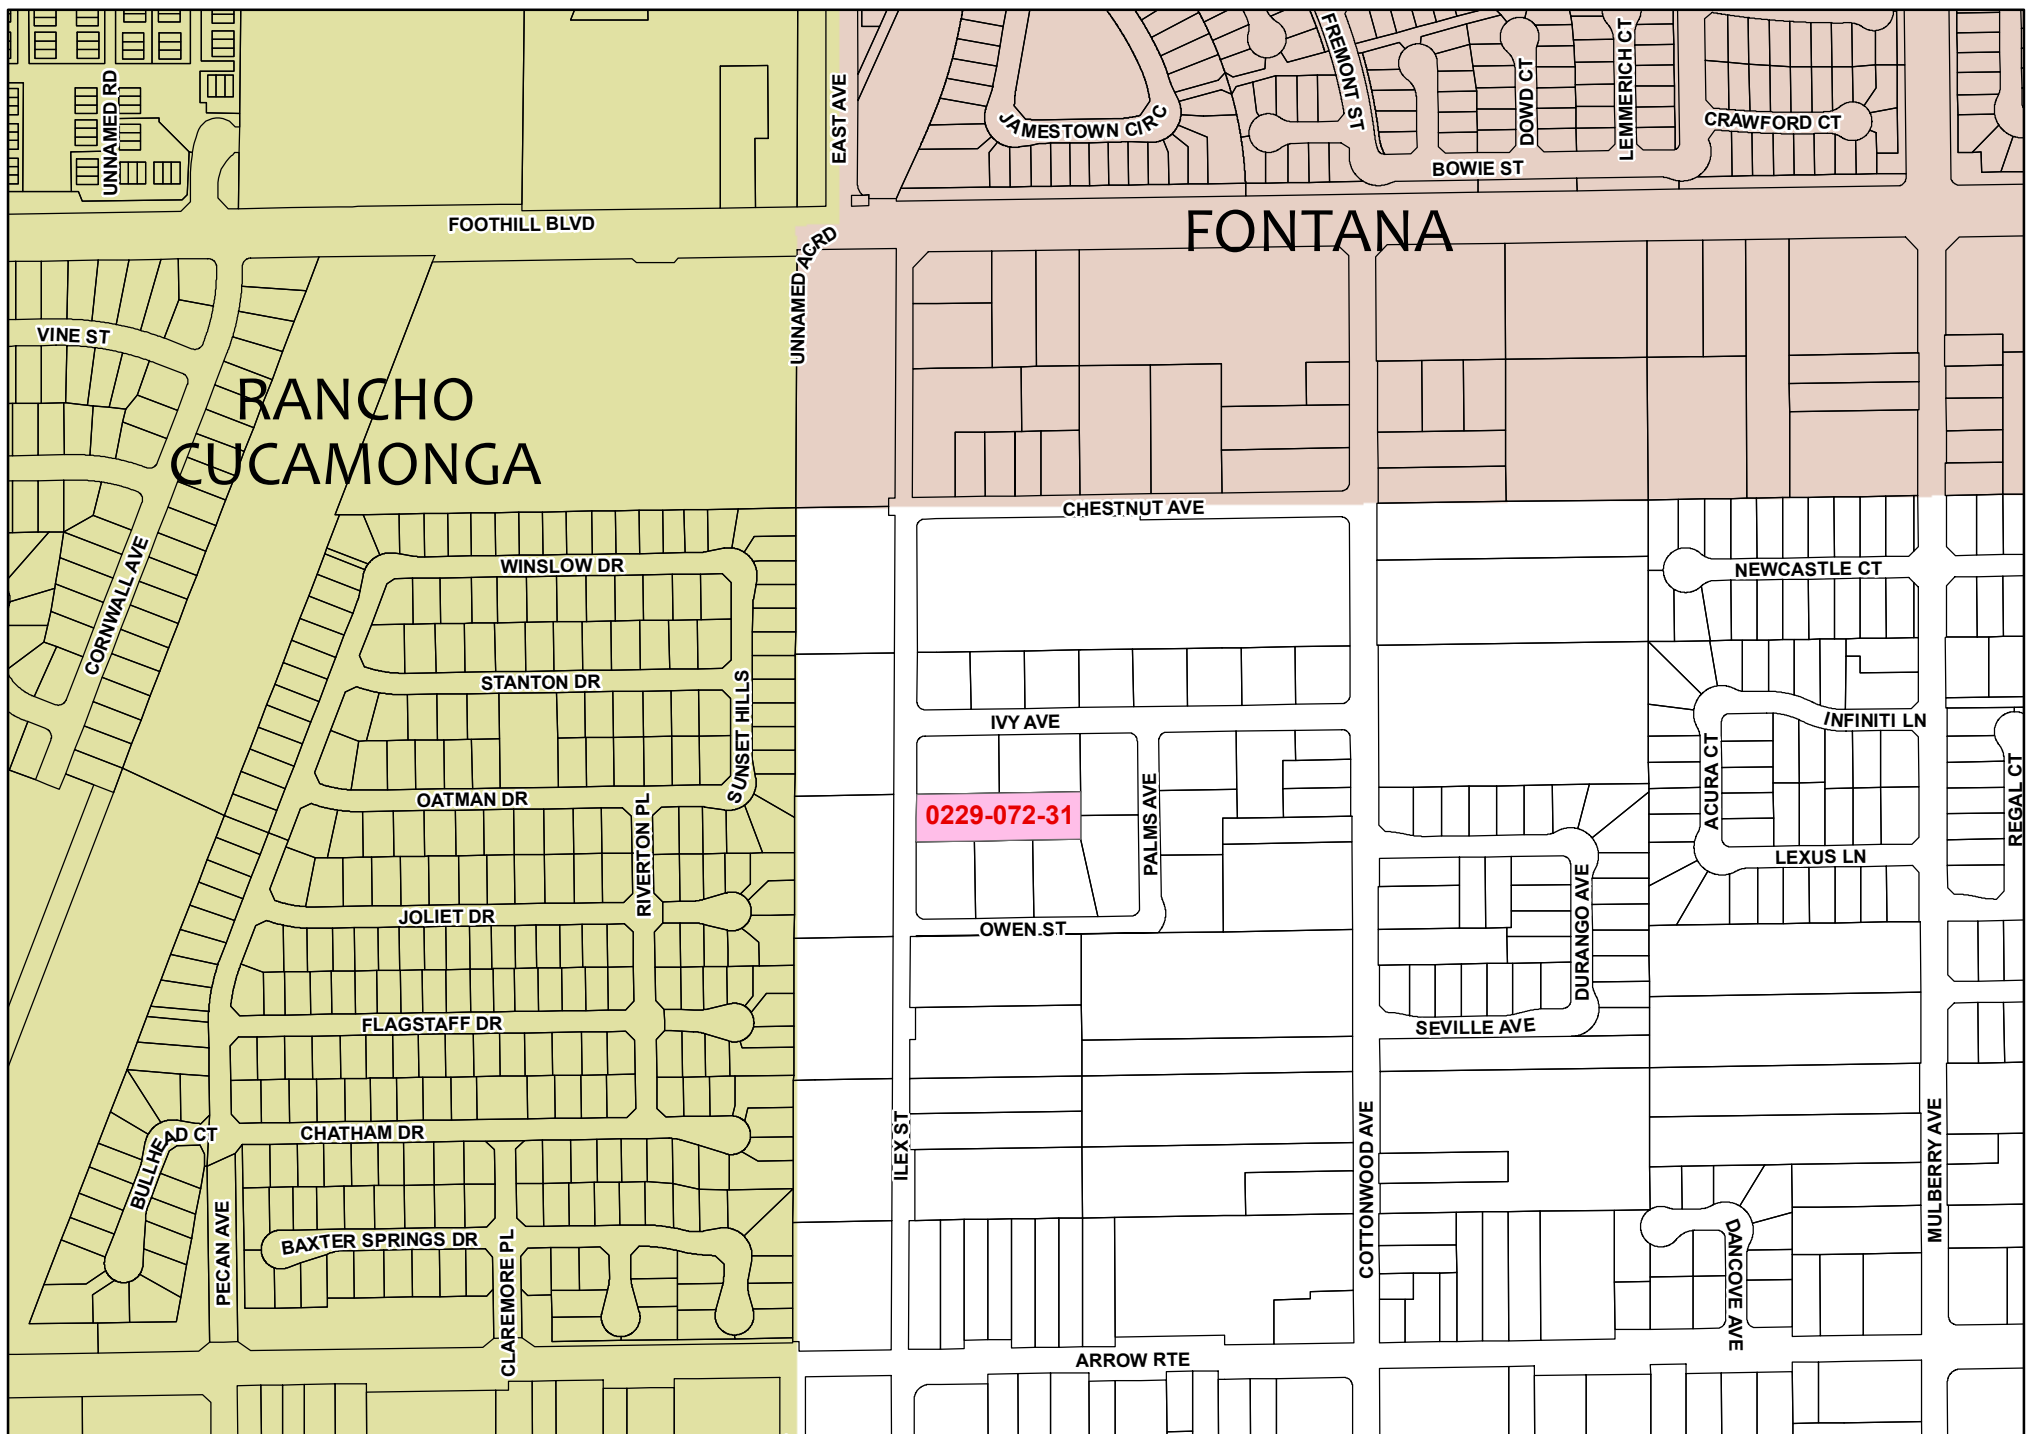 UNNAMED RD
EAST AVE
JAMESTOWN CIRC
FREMONT ST
DOWD CT
LEMMERICH CT
CRAWFORD CT
BOWIE ST
FOOTHILL BLVD
UNNAMED ACRD
FONTANA
VINE ST
RANCHO
CUCAMONGA
CHESTNUT AVE
CORNWALL AVE
WINSLOW DR
NEWCASTLE CT
STANTON DR
SUNSET HILLS
IVY AVE
INFINITI LN
ACURA CT
REGAL CT
OATMAN DR
RIVERTON PL
0229-072-31
PALMS AVE
LEXUS LN
JOLIET DR
OWEN ST
DURANGO AVE
FLAGSTAFF DR
SEVILLE AVE
BULLHEAD CT
CHATHAM DR
ILEX ST
COTTONWOOD AVE
MULBERRY AVE
PECAN AVE
BAXTER SPRINGS DR
CLAREMORE PL
DANCOVE AVE
ARROW RTE